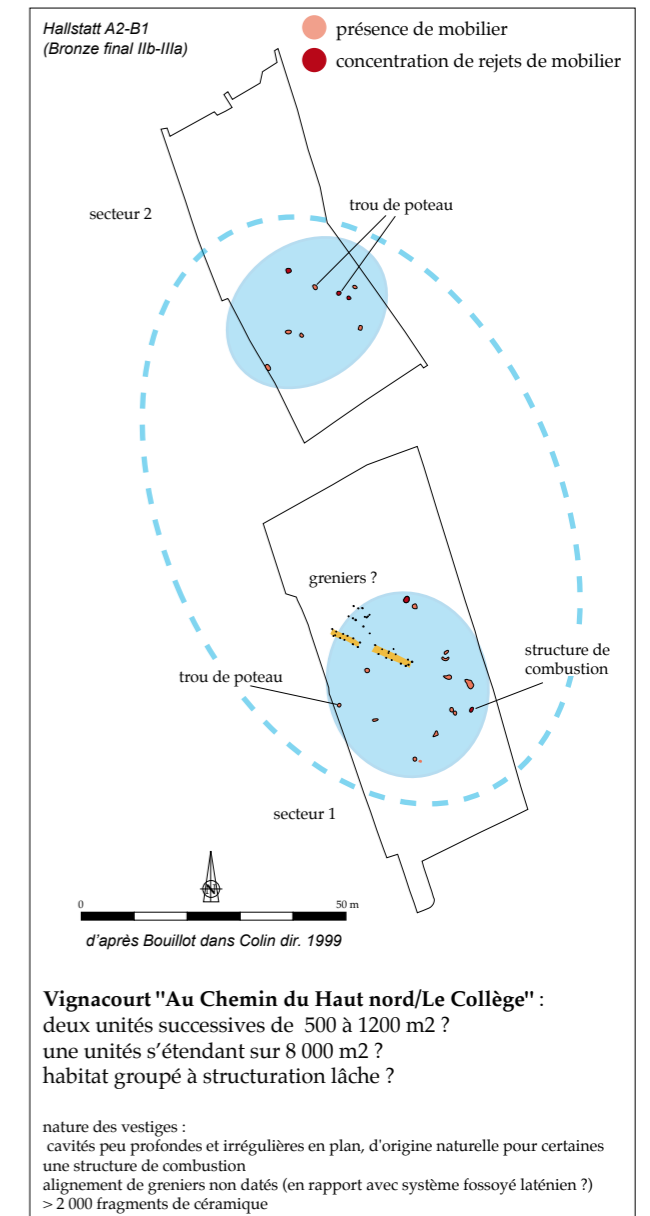 Hallstatt A2-B1
(Bronze final IIb-IIIa)
présence de mobilier
concentration de rejets de mobilier
secteur 2
trou de poteau
greniers ?
structure de
combustion
trou de poteau
secteur 1
N
0
50 m
d'après Bouillot dans Colin dir. 1999
Vignacourt "Au Chemin du Haut nord/Le Collège" :
deux unités successives de 500 à 1200 m2 ?
une unités s'étendant sur 8 000 m2 ?
habitat groupé à structuration lâche ?
nature des vestiges :
cavités peu profondes et irrégulières en plan, d'origine naturelle pour certaines
une structure de combustion
alignement de greniers non datés (en rapport avec système fossoyé laténien ?)
> 2 000 fragments de céramique